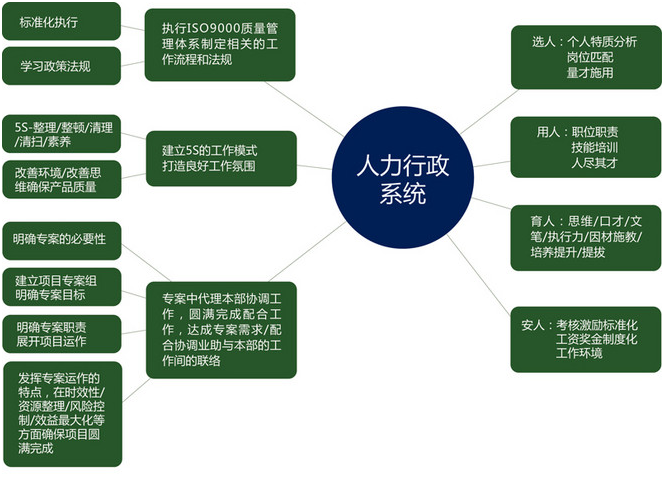 标准化执行
学习政策法规
执行ISO9000质量管
理体系制定相关的工
作流程和法规
5S-整理/整顿/清理
/清扫/素养
改善环境/改善思
维确保产品质量
建立5S的工作模式
打造良好工作氛围
明确专案的必要性
建立项目专案组
明确专案目标
明确专案职责
展开项目运作
发挥专案运作的
特点，在时效性/
资源整理/风险控
制/效益最大化等
方面确保项目圆
满完成
专案中代理本部协调工
作，圆满完成配合工
作，达成专案需求/配
合协调业助与本部的工
作间的联络
人力行政
系统
选人：个人特质分析
岗位匹配
量才施用
用人：职位职责
技能培训
人尽其才
育人：思维/口才/文
笔/执行力/因材施教/
培养提升/提拔
安人：考核激励标准化
工资奖金制度化
工作环境